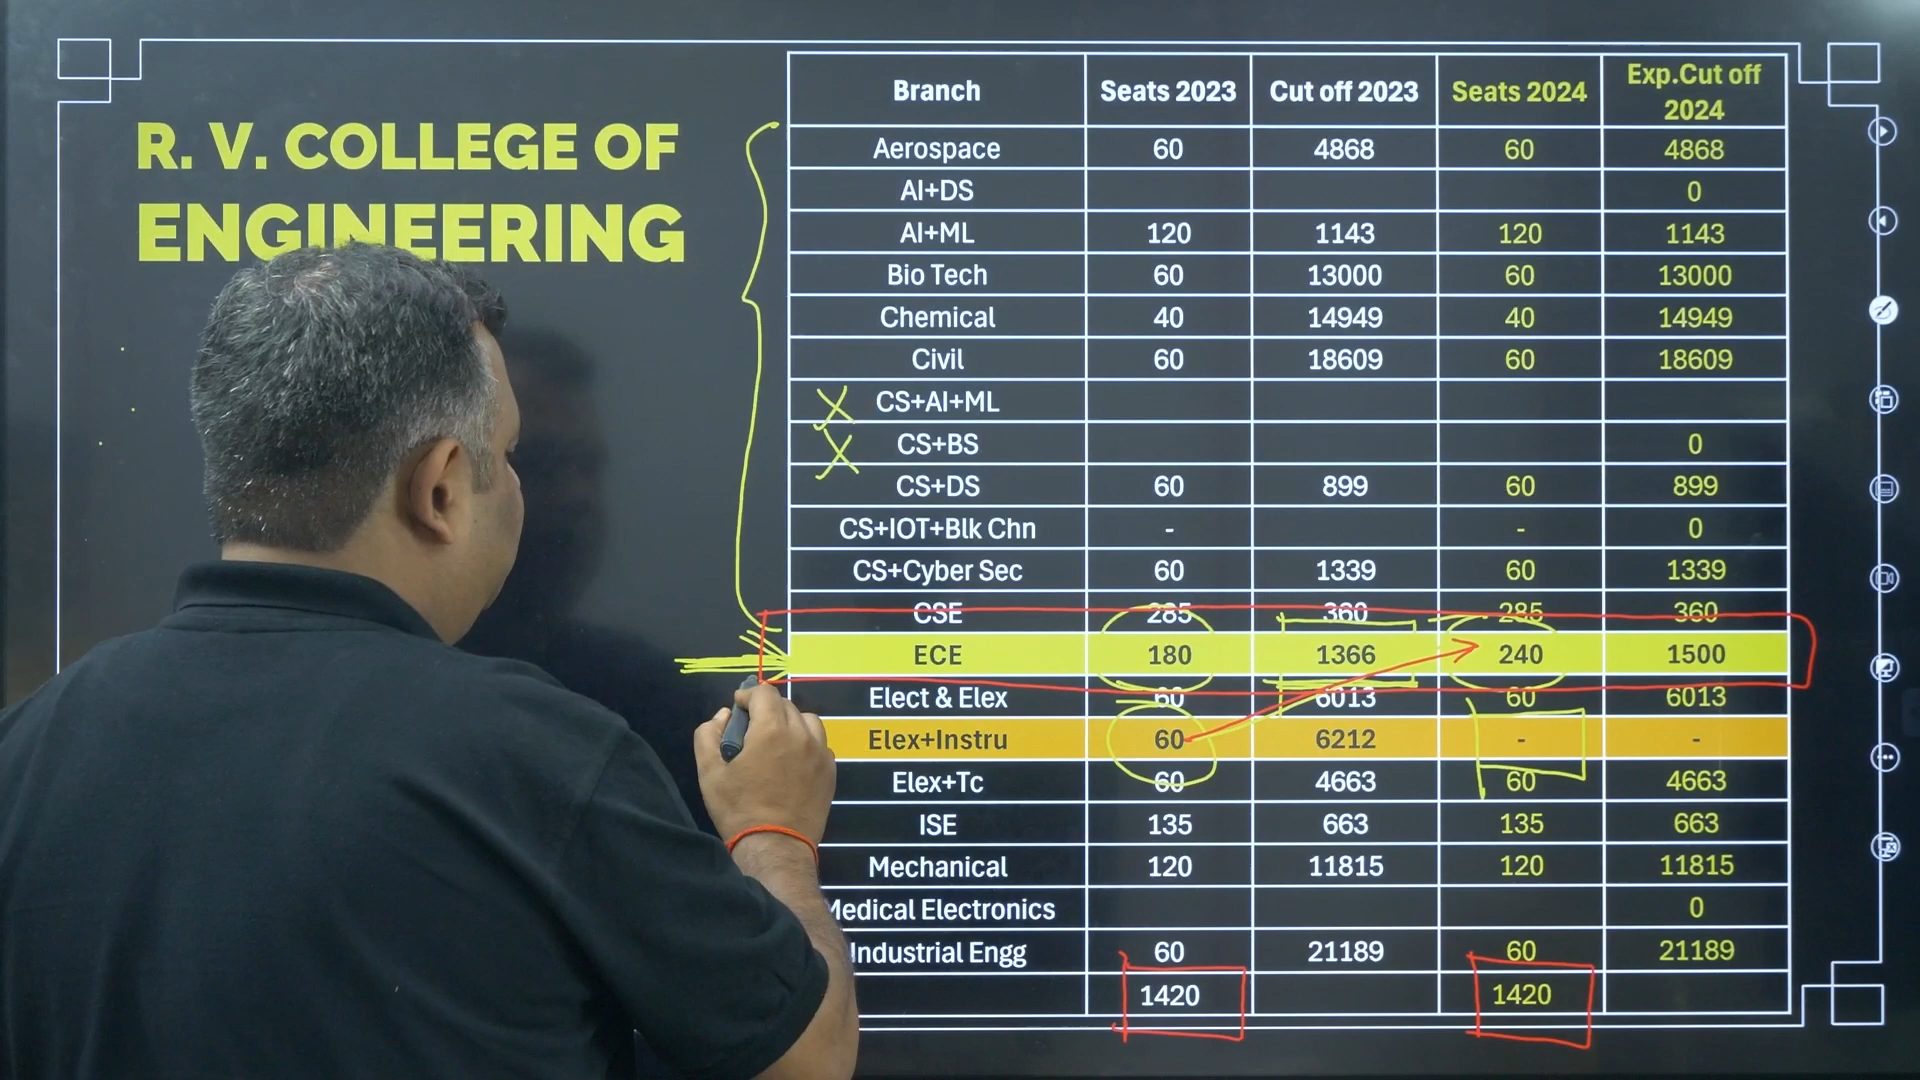 R. V. COLLEGE OF
ENGINEERING
Branch Seats 2023 Cut off 2023 Seats 2024 Exp.Cut off 2024
Aerospace 60 4868 60 4868
AI+DS 0
AI+ML 120 1143 120 1143
Bio Tech 60 13000 60 13000
Chemical 40 14949 40 14949
Civil 60 18609 60 18609
CS+AI+ML
CS+BS 0
CS+DS 60 899 60 899
CS+IOT+Blk Chn - - 0
CS+Cyber Sec 60 1339 60 1339
CSE 285 360 285 360
ECE 180 1366 240 1500
Elect & Elex 60 6013 60 6013
Elex+Instru 60 6212 - -
Elex+Tc 60 4663 60 4663
ISE 135 663 135 663
Mechanical 120 11815 120 11815
Medical Electronics 0
Industrial Engg 60 21189 60 21189
1420 1420